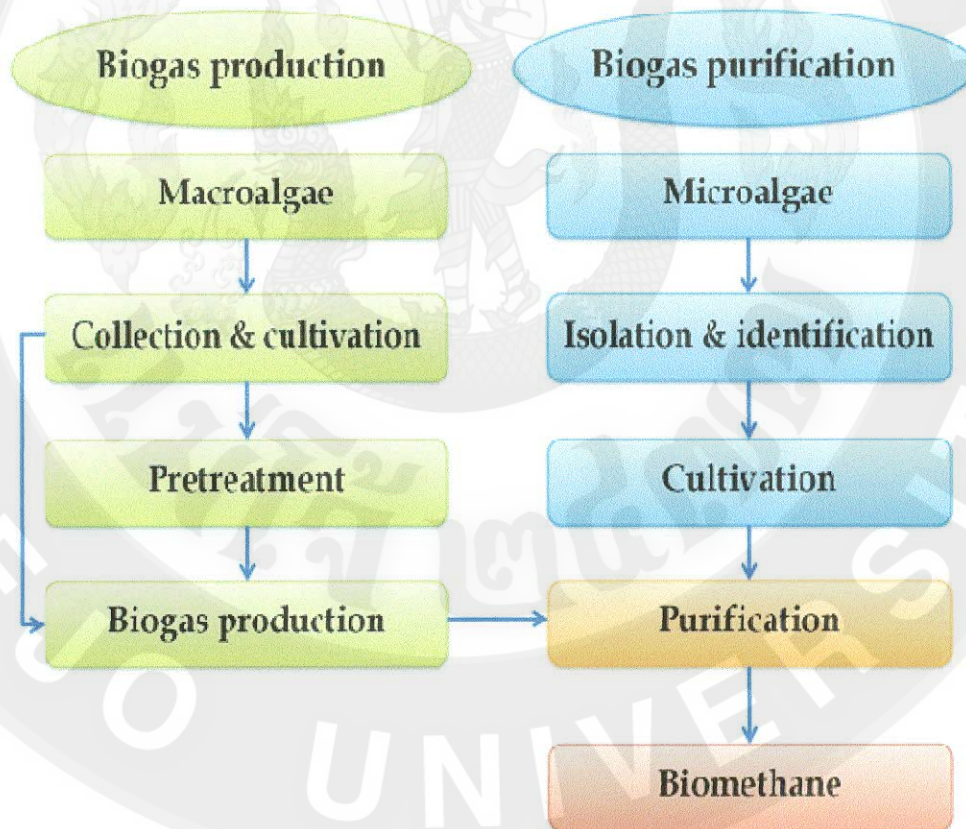 Biogas production
Biogas purification
Macroalgae
Microalgae
Collection & cultivation
Isolation & identification
Pretreatment
Cultivation
Biogas production
Purification
Biomethane
UNIVERS